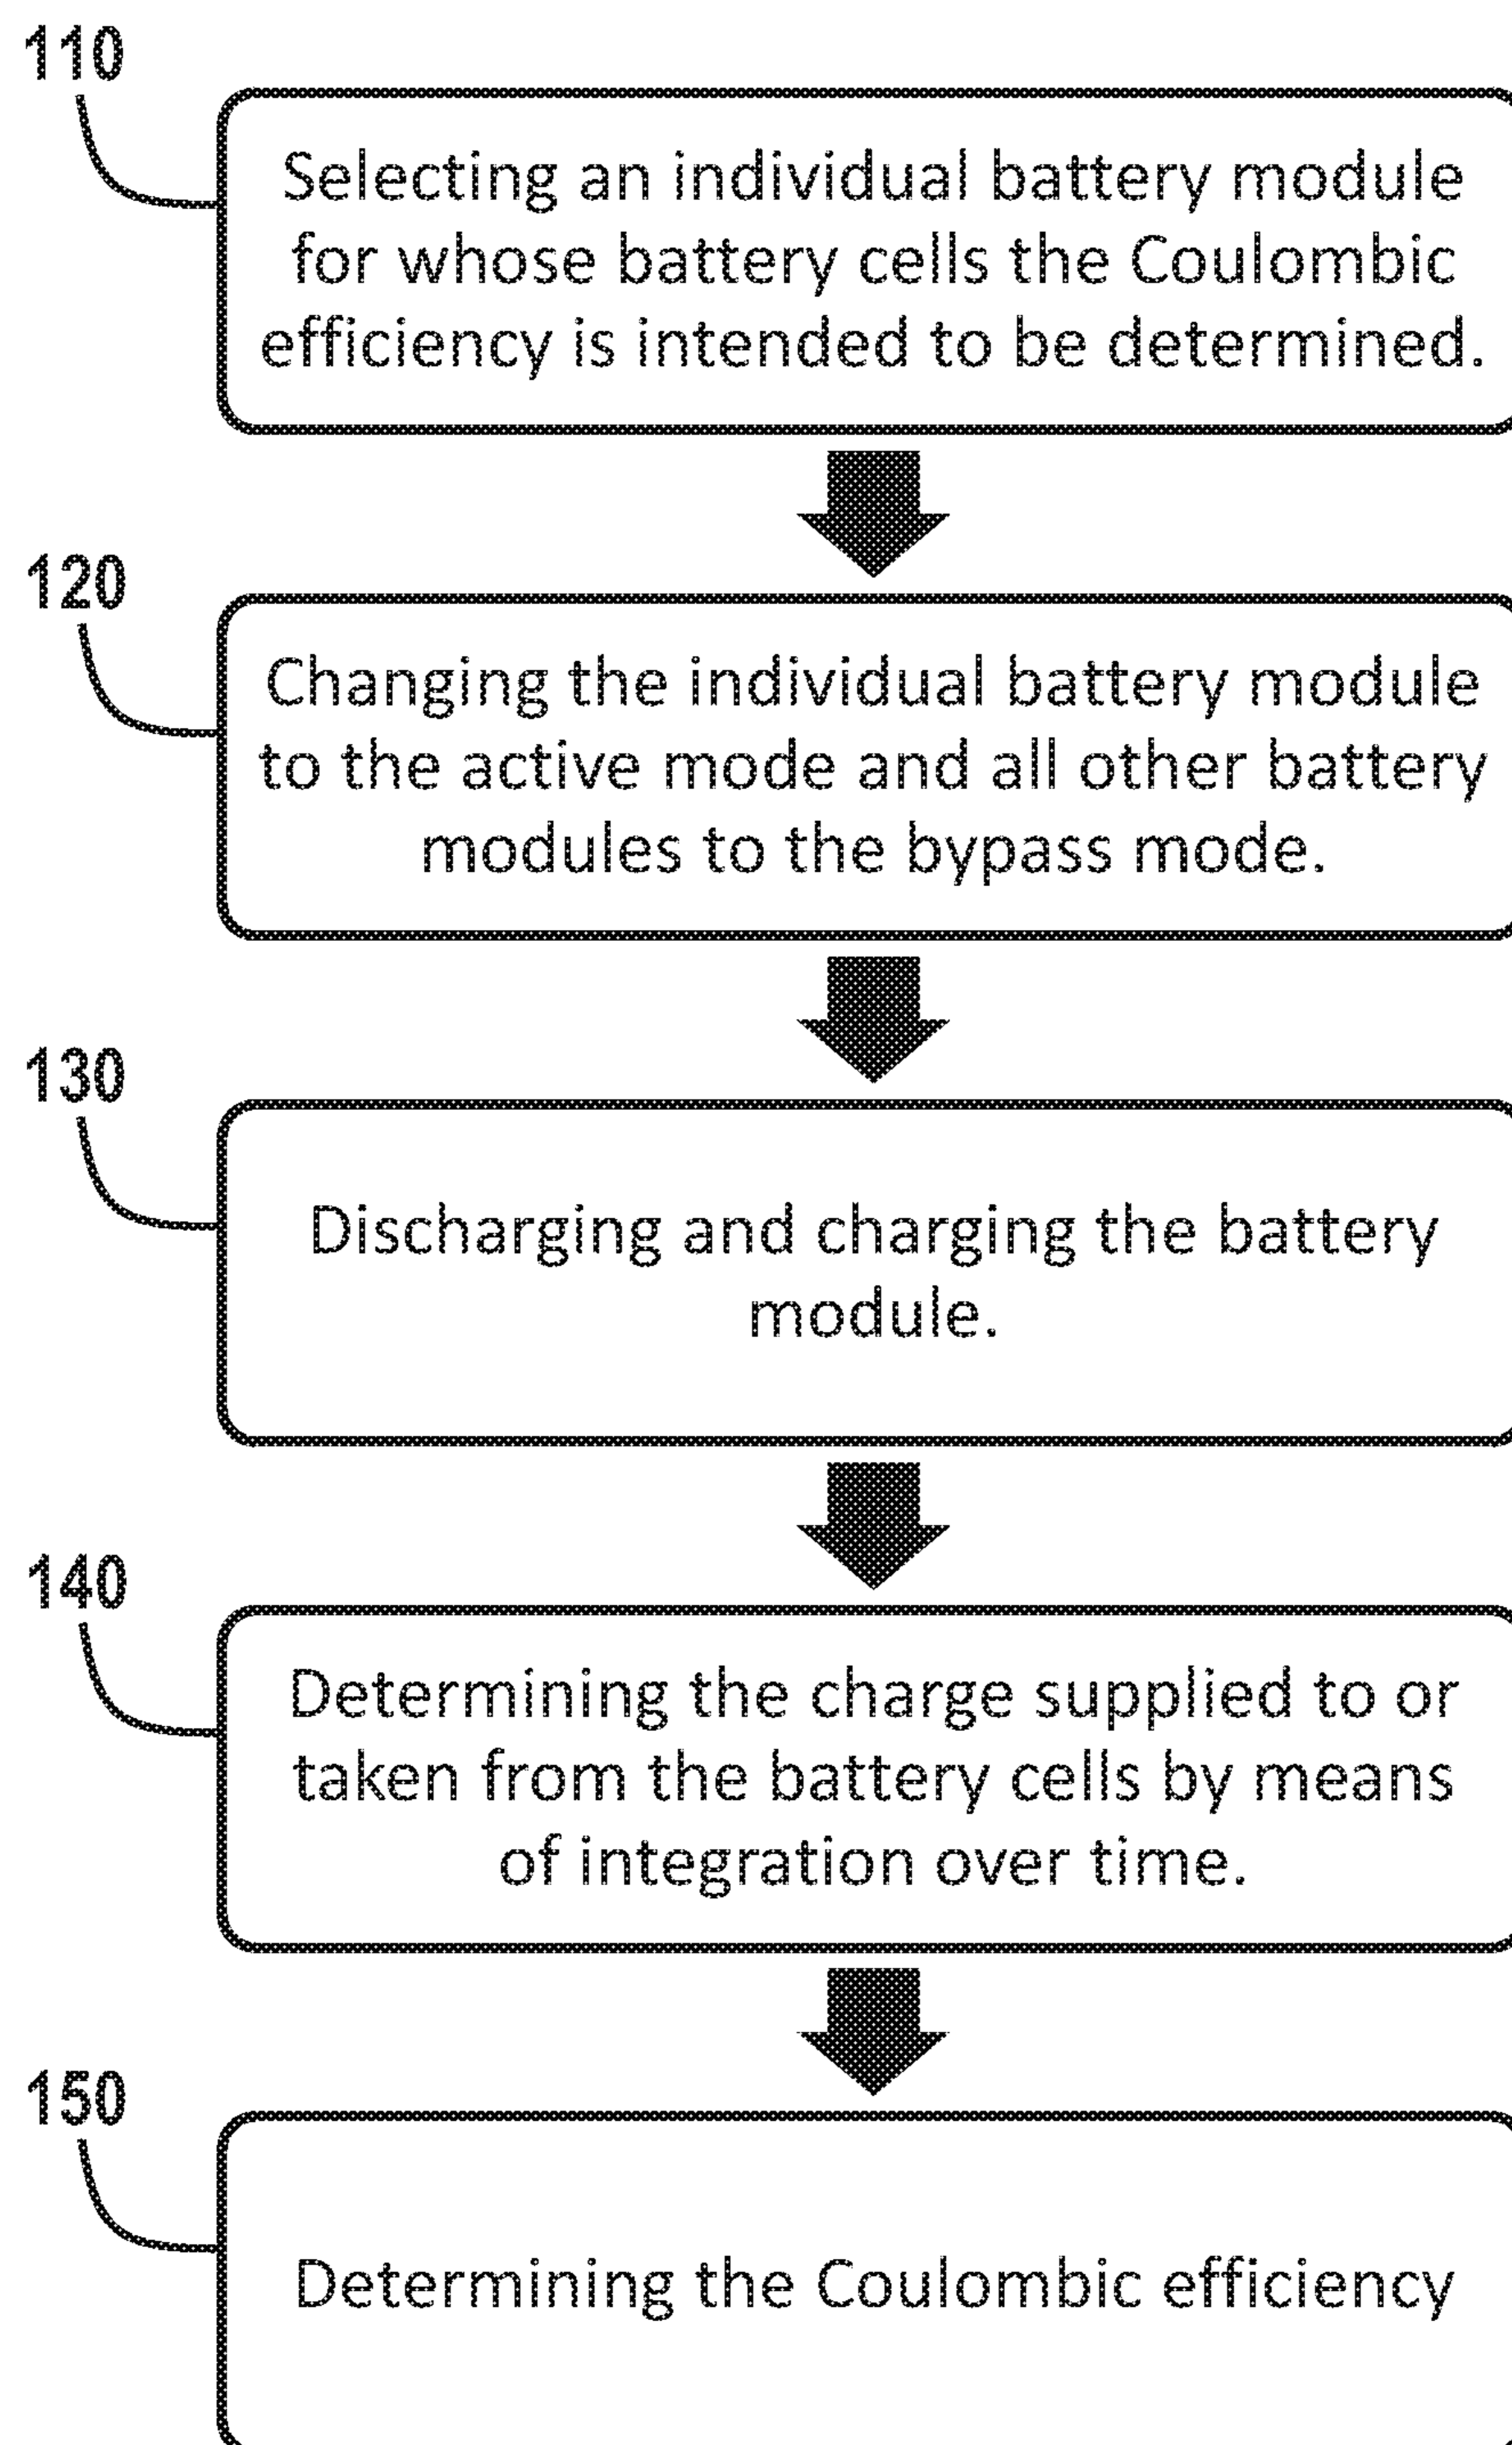 110
Selecting an individual battery module
for whose battery cells the Coulombic
efficiency is intended to be determined.
120
Changing the individual battery module
to the active mode and all other battery
modules to the bypass mode.
130
Discharging and charging the battery
module.
140
Determining the charge supplied to or
taken from the battery cells by means
of integration over time.
150
Determining the Coulombic efficiency